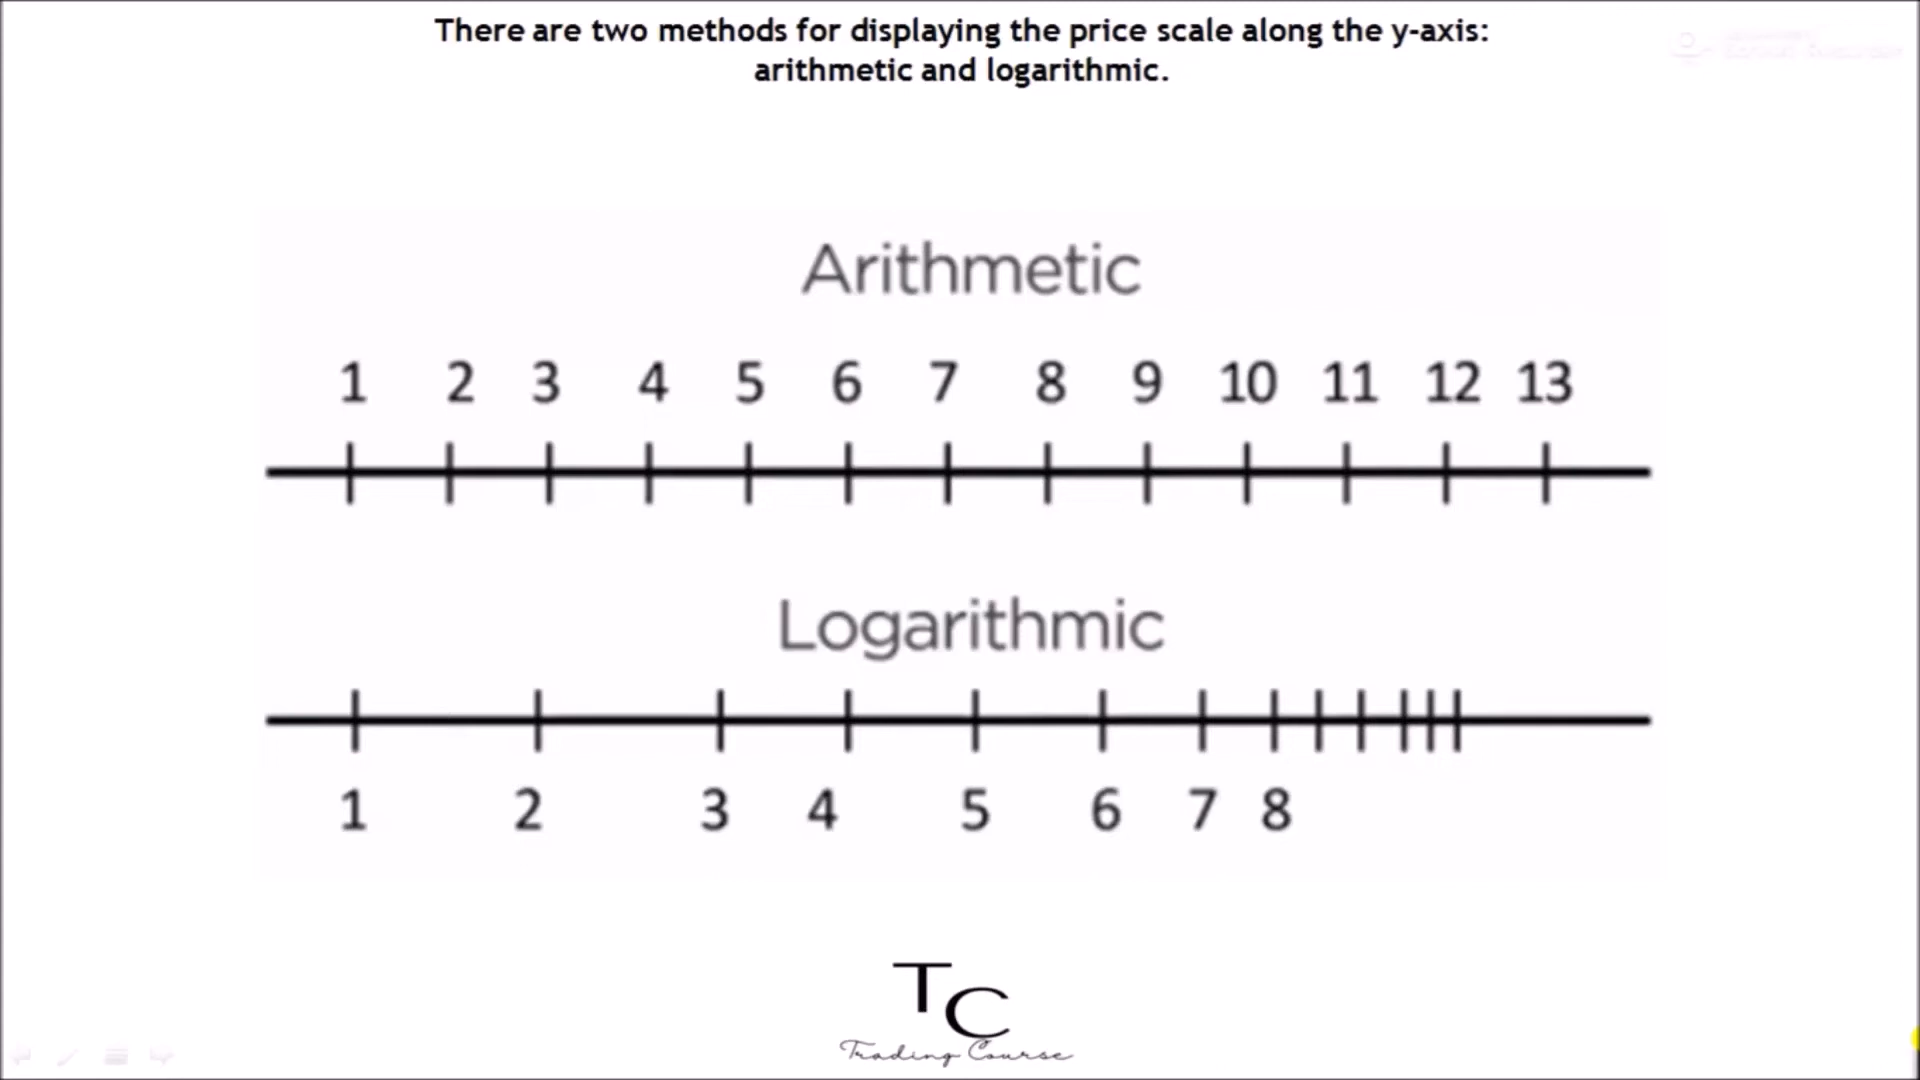 There are two methods for displaying the price scale along the y-axis:
arithmetic and logarithmic.
Arithmetic
1 2 3 4 5 6 7 8 9 10 11 12 13
Logarithmic
1 2 3 4 5 6 7 8
TC
Trading Course